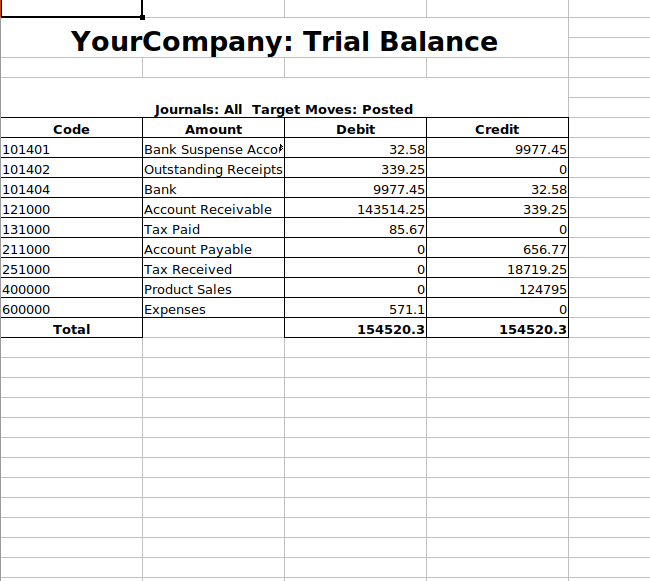 YourCompany: Trial Balance
Journals: All  Target Moves: Posted
Code Amount Debit Credit
101401 Bank Suspense Acco 32.58 9977.45
101402 Outstanding Receipts 339.25 0
101404 Bank 9977.45 32.58
121000 Account Receivable 143514.25 339.25
131000 Tax Paid 85.67 0
211000 Account Payable 0 656.77
251000 Tax Received 0 18719.25
400000 Product Sales 0 124795
600000 Expenses 571.1 0
Total 154520.3 154520.3